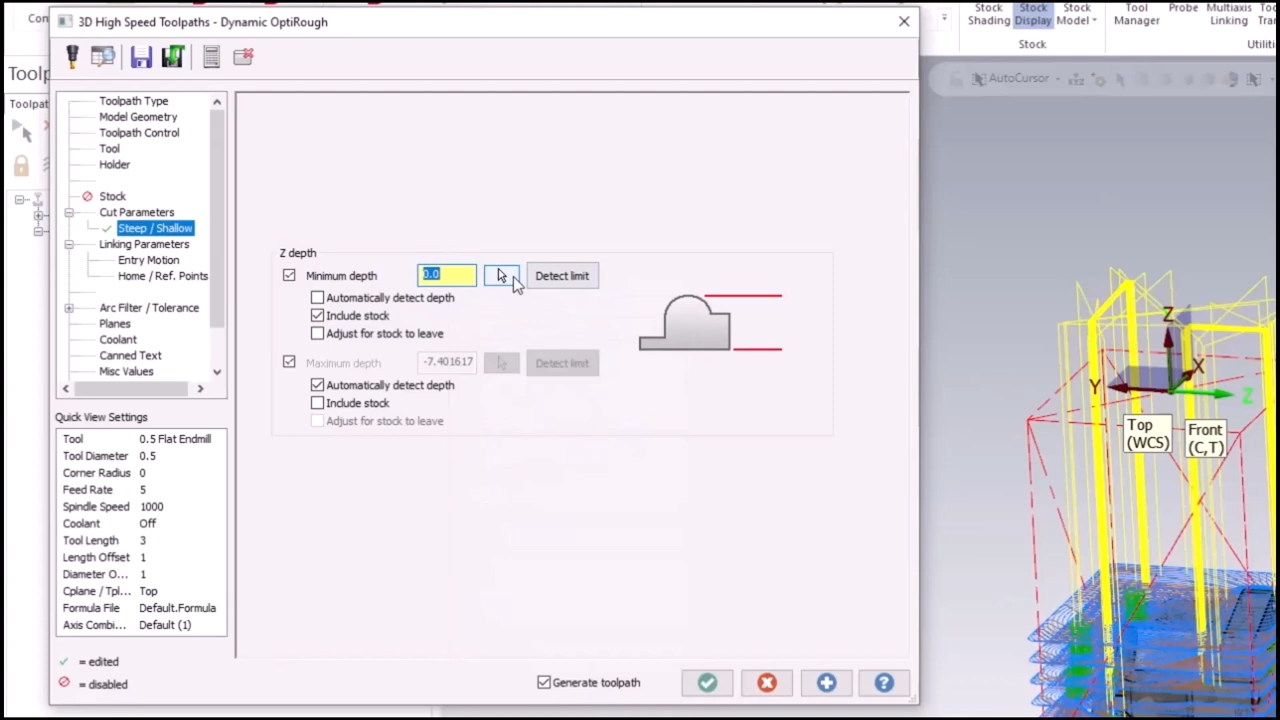 Con
3D High Speed Toolpaths - Dynamic OptiRough
Stock Shading
Stock Display
Stock Model
Tool Manager
Probe
Multiaxis Linking
Stock
Toolp
Toolpat
AutoCursor
Toolpath Type
Model Geometry
Toolpath Control
Tool
Holder
Stock
Cut Parameters
Steep / Shallow
Linking Parameters
Entry Motion
Home / Ref. Points
Arc Filter / Tolerance
Planes
Coolant
Canned Text
Misc Values
Z depth
Minimum depth 0.0 Detect limit
Automatically detect depth
Include stock
Adjust for stock to leave
Maximum depth -7.401617 Detect limit
Automatically detect depth
Include stock
Adjust for stock to leave
Quick View Settings
Tool 0.5 Flat Endmill
Tool Diameter 0.5
Corner Radius 0
Feed Rate 5
Spindle Speed 1000
Coolant Off
Tool Length 3
Length Offset 1
Diameter O... 1
Cplane / Tpl... Top
Formula File Default.Formula
Axis Combi... Default (1)
= edited
= disabled
Generate toolpath
Z
X
Y
Z
Top (WCS)
Front (C,T)